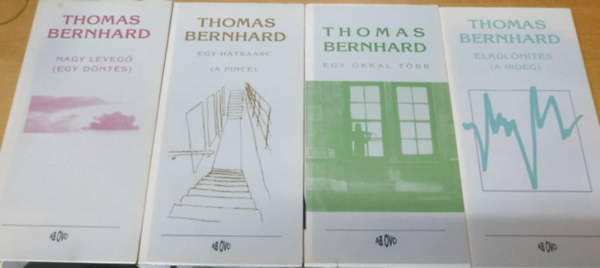 THOMAS
BERNHARD
NAGY LEVEGŐ
(EGY DÖNTÉS)
AB OVO
THOMAS
BERNHARD
EGY HÁTRAARC
(A PINCE)
AB OVO
THOMAS
BERNHARD
EGY OKKAL TÖBB
AB OVO
THOMAS
BERNHARD
ELKÜLÖNÍTÉS
(A HIDEG)
AB OVO